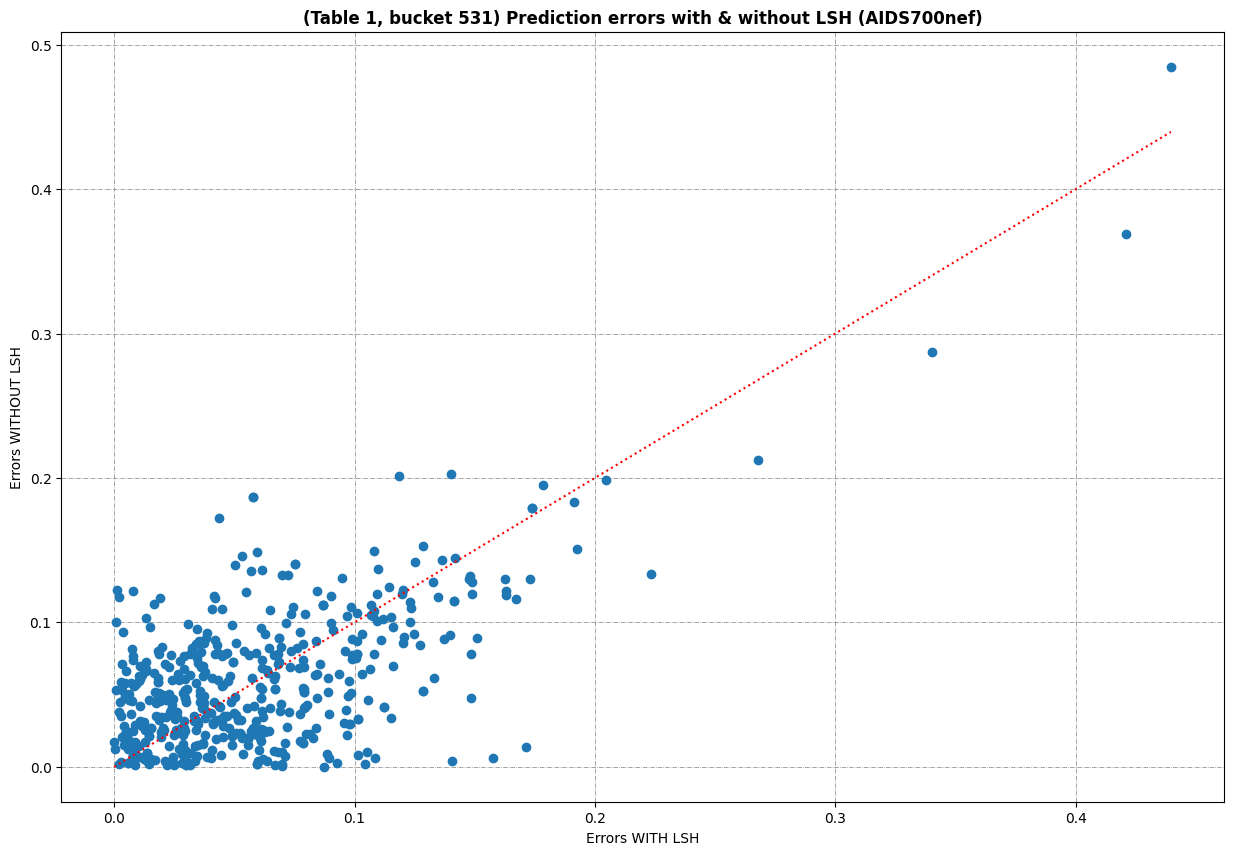 (Table 1, bucket 531) Prediction errors with & without LSH (AIDS700nef)
0.5
0.4
0.3
0.2
0.1
0.0
Errors WITHOUT LSH
0.0 0.1 0.2 0.3 0.4
Errors WITH LSH